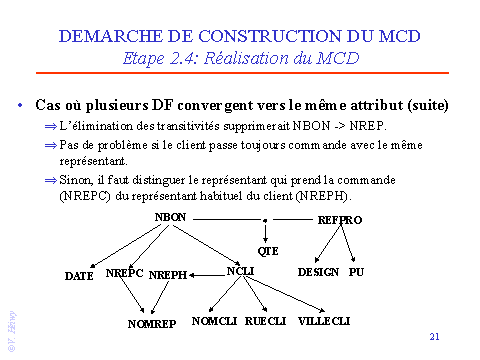 DEMARCHE DE CONSTRUCTION DU MCD
Etape 2.4: Réalisation du MCD
• Cas où plusieurs DF convergent vers le même attribut (suite)
⇒ L'élimination des transitivités supprimerait NBON -> NREP.
⇒ Pas de problème si le client passe toujours commande avec le même
représentant.
⇒ Sinon, il faut distinguer le représentant qui prend la commande
(NREPC) du représentant habituel du client (NREPH).
NBON REFPRO
QTE
DATE NREPC NREPH NCLI DESIGN PU
NOMREP NOMCLI RUECLI VILLECLI
21